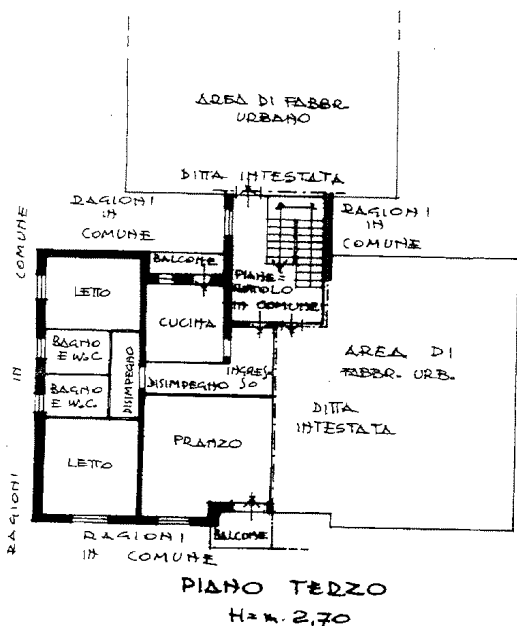 AREA DI FABBR.
URBANO
DITTA INTESTATA
RAGIONI
IN
COMUNE
RAGIONI
IN
COMUNE
BALCONE
PIANE=
ROTTOLO
IN COMUNE
LETTO
CUCINA
BAGNO
E W.C.
BAGNO
E W.C.
DISIMPEGNO
INGRES=
SO
DISIMPEGNO
AREA DI
FABBR. URB.
DITTA
INTESTATA
PRANZO
LETTO
BALCONE
RAGIONI
IN COMUNE
RAGIONI IN COMUNE
PIANO TERZO
H=m. 2,70